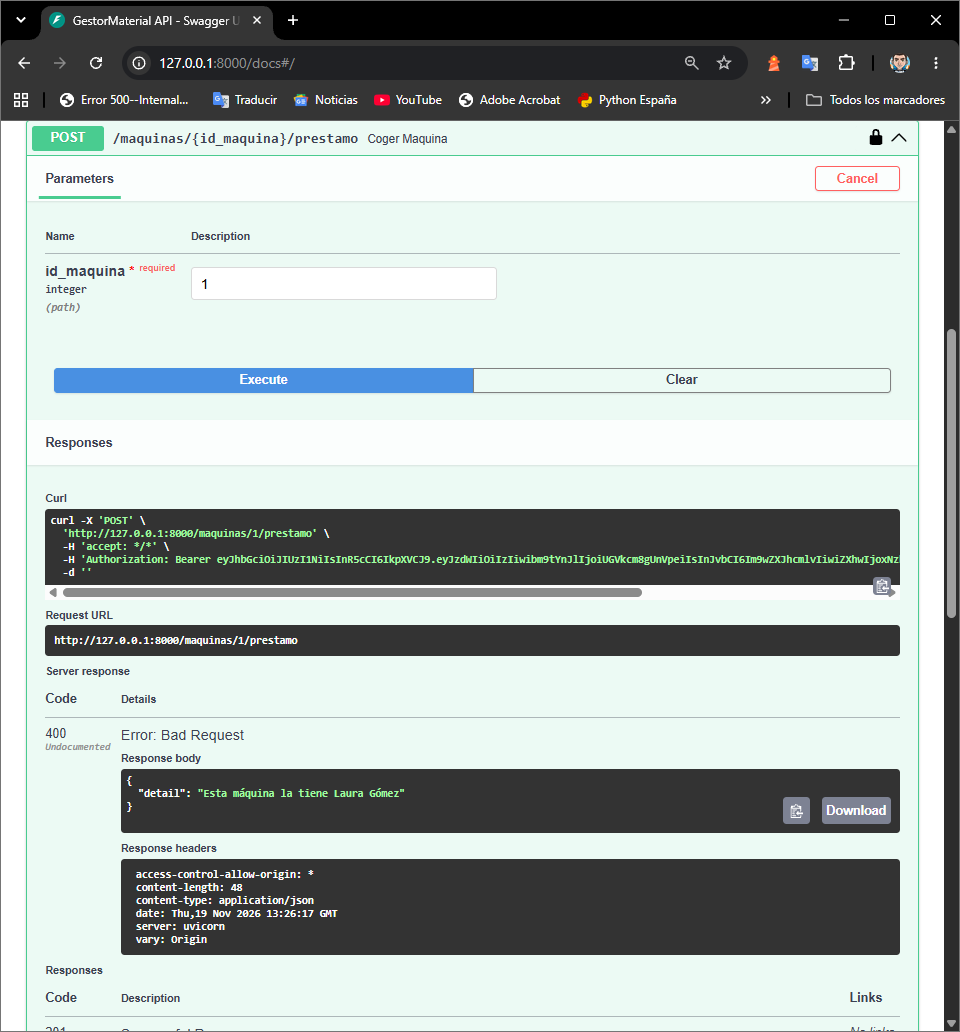 GestorMaterial API - Swagger U
127.0.0.1:8000/docs#/
Error 500--Internal... Traducir Noticias YouTube Adobe Acrobat Python España » Todos los marcadores
POST /maquinas/{id_maquina}/prestamo Coger Maquina
Parameters Cancel
Name Description
id_maquina * required
integer
(path)
1
Execute Clear
Responses
Curl
curl -X 'POST' \
'http://127.0.0.1:8000/maquinas/1/prestamo' \
-H 'accept: */*' \
-H 'Authorization: Bearer eyJhbGciOiJIUzI1NiIsInR5cCI6IkpXVCJ9.eyJzdWIiOiIzIiwibm9tYnJlIjoiUGVkcm8gUnVpeiIsInJvbCI6Im9wZXJhcmlvIiwiZXhwIjoxNz
-d ''
Request URL
http://127.0.0.1:8000/maquinas/1/prestamo
Server response
Code Details
400 Error: Bad Request
Undocumented
Response body
{
"detail": "Esta máquina la tiene Laura Gómez"
}
Download
Response headers
access-control-allow-origin: *
content-length: 48
content-type: application/json
date: Thu,19 Nov 2026 13:26:17 GMT
server: uvicorn
vary: Origin
Responses
Code Description Links